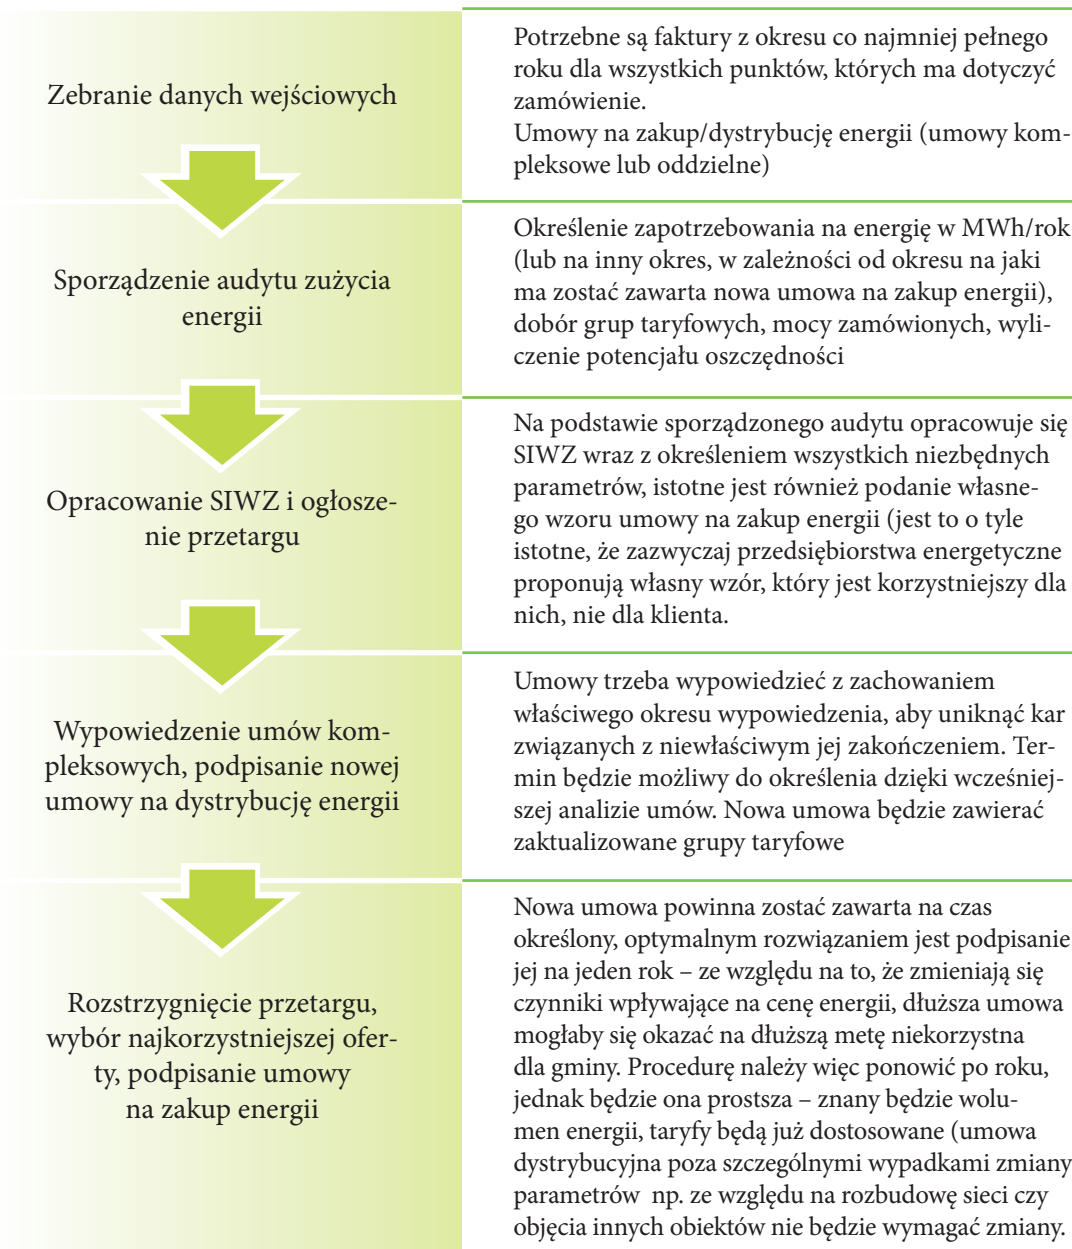 Zebranie danych wejściowych
Potrzebne są faktury z okresu co najmniej pełnego
roku dla wszystkich punktów, których ma dotyczyć
zamówienie.
Umowy na zakup/dystrybucję energii (umowy kom-
pleksowe lub oddzielne)
Sporządzenie audytu zużycia
energii
Określenie zapotrzebowania na energię w MWh/rok
(lub na inny okres, w zależności od okresu na jaki
ma zostać zawarta nowa umowa na zakup energii),
dobór grup taryfowych, mocy zamówionych, wyli-
czenie potencjału oszczędności
Opracowanie SIWZ i ogłosze-
nie przetargu
Na podstawie sporządzonego audytu opracowuje się
SIWZ wraz z określeniem wszystkich niezbędnych
parametrów, istotne jest również podanie własne-
go wzoru umowy na zakup energii (jest to o tyle
istotne, że zazwyczaj przedsiębiorstwa energetyczne
proponują własny wzór, który jest korzystniejszy dla
nich, nie dla klienta.
Wypowiedzenie umów kom-
pleksowych, podpisanie nowej
umowy na dystrybucję energii
Umowy trzeba wypowiedzieć z zachowaniem
właściwego okresu wypowiedzenia, aby uniknąć kar
związanych z niewłaściwym jej zakończeniem. Ter-
min będzie możliwy do określenia dzięki wcześniej-
szej analizie umów. Nowa umowa będzie zawierać
zaktualizowane grupy taryfowe
Rozstrzygnięcie przetargu,
wybór najkorzystniejszej ofer-
ty, podpisanie umowy
na zakup energii
Nowa umowa powinna zostać zawarta na czas
określony, optymalnym rozwiązaniem jest podpisanie
jej na jeden rok – ze względu na to, że zmieniają się
czynniki wpływające na cenę energii, dłuższa umowa
mogłaby się okazać na dłuższą metę niekorzystna
dla gminy. Procedurę należy więc ponowić po roku,
jednak będzie ona prostsza – znany będzie wolu-
men energii, taryfy będą już dostosowane (umowa
dystrybucyjna poza szczególnymi wypadkami zmiany
parametrów np. ze względu na rozbudowę sieci czy
objęcia innych obiektów nie będzie wymagać zmiany.